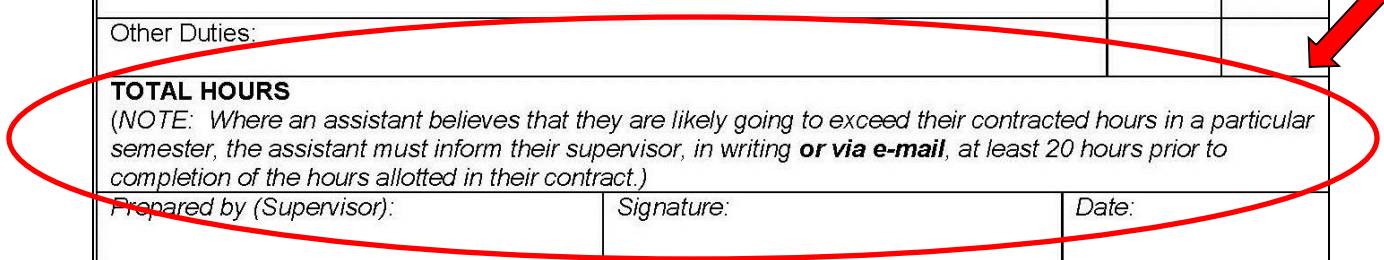 Other Duties:
TOTAL HOURS
(NOTE: Where an assistant believes that they are likely going to exceed their contracted hours in a particular
semester, the assistant must inform their supervisor, in writing or via e-mail, at least 20 hours prior to
completion of the hours allotted in their contract.)
Prepared by (Supervisor): Signature: Date: